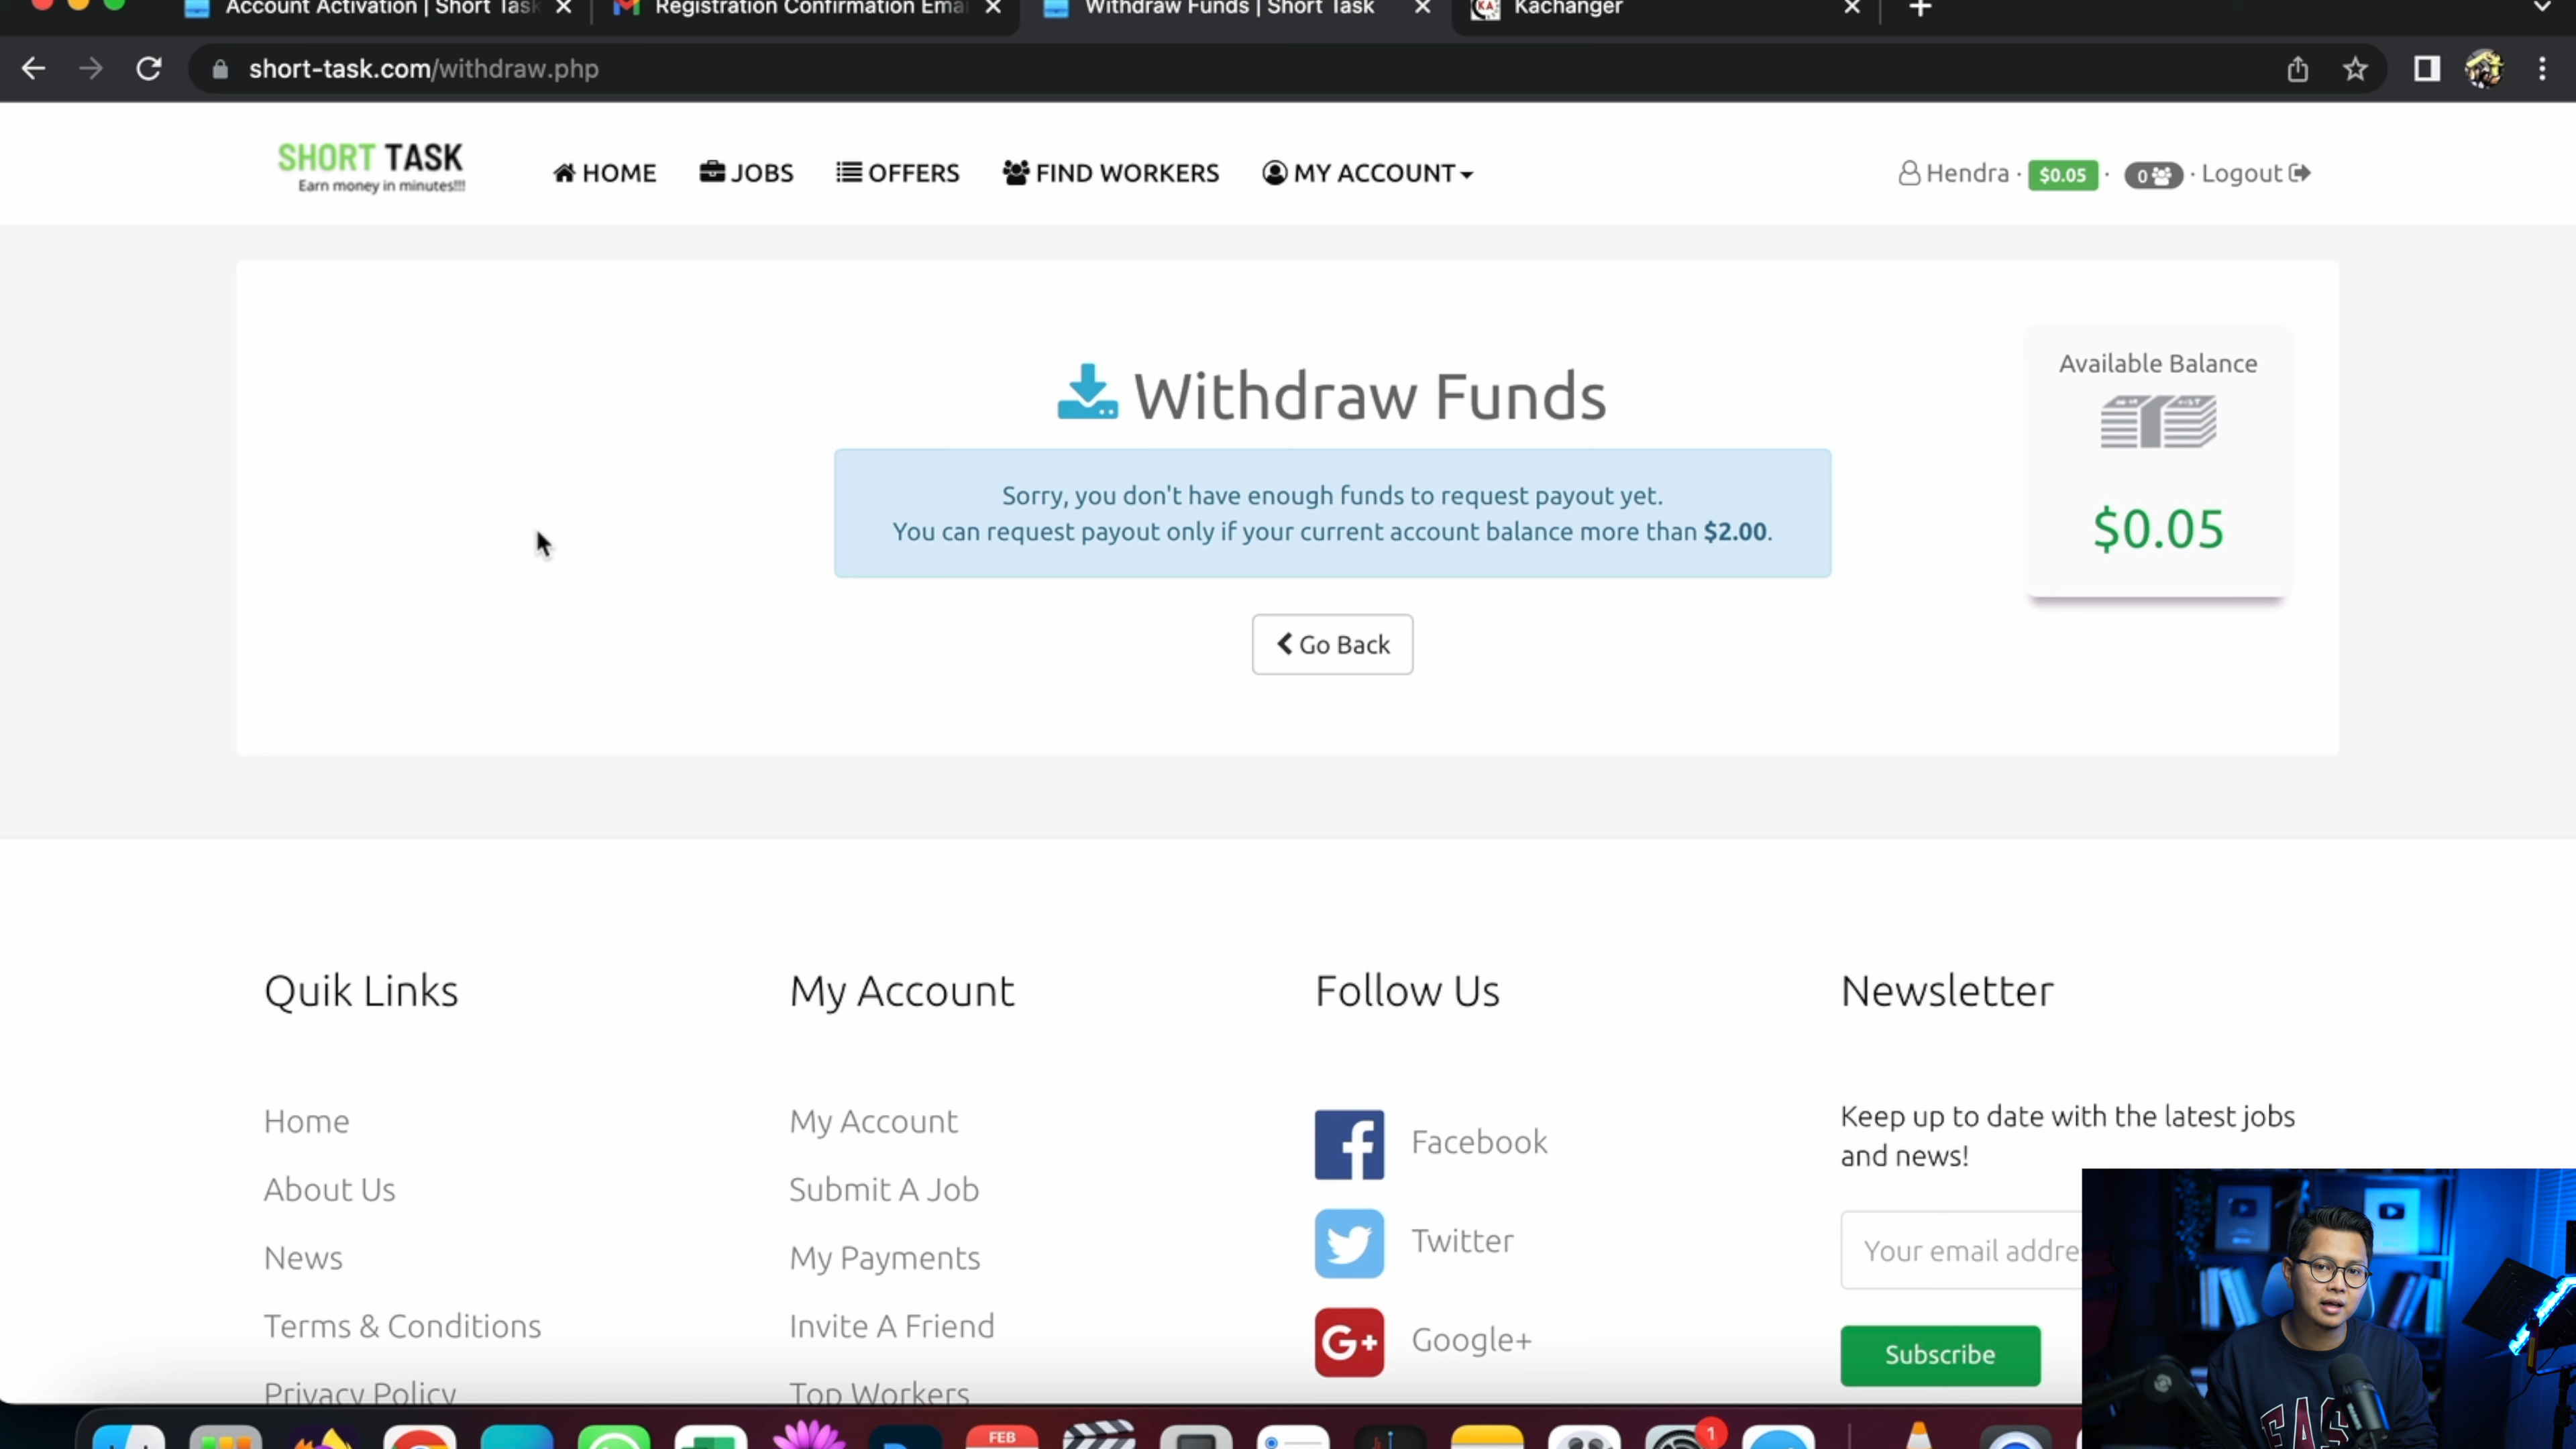 Account Activation | Short Task
Registration Confirmation Emai
Withdraw Funds | Short Task
KA
Kachanger
short-task.com/withdraw.php
SHORT TASK
Earn money in minutes!!!
HOME
JOBS
OFFERS
FIND WORKERS
MY ACCOUNT
Hendra · $0.05 · 0 · Logout
Withdraw Funds
Sorry, you don't have enough funds to request payout yet.
You can request payout only if your current account balance more than $2.00.
Go Back
Available Balance
$0.05
Quik Links
Home
About Us
News
Terms & Conditions
Privacy Policy
My Account
My Account
Submit A Job
My Payments
Invite A Friend
Top Workers
Follow Us
Facebook
Twitter
G+ Google+
Newsletter
Keep up to date with the latest jobs
and news!
Your email addre
Subscribe
FEB
1